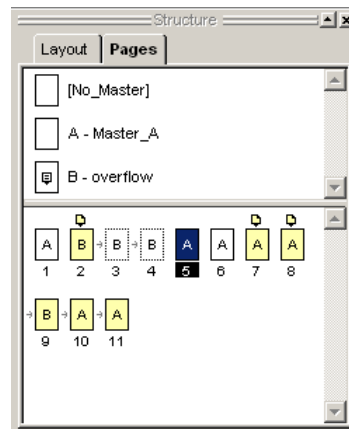 Structure
Layout Pages
[No_Master]
A - Master_A
B - overflow
A B B B A A A A
1 2 3 4 5 6 7 8
B A A
9 10 11